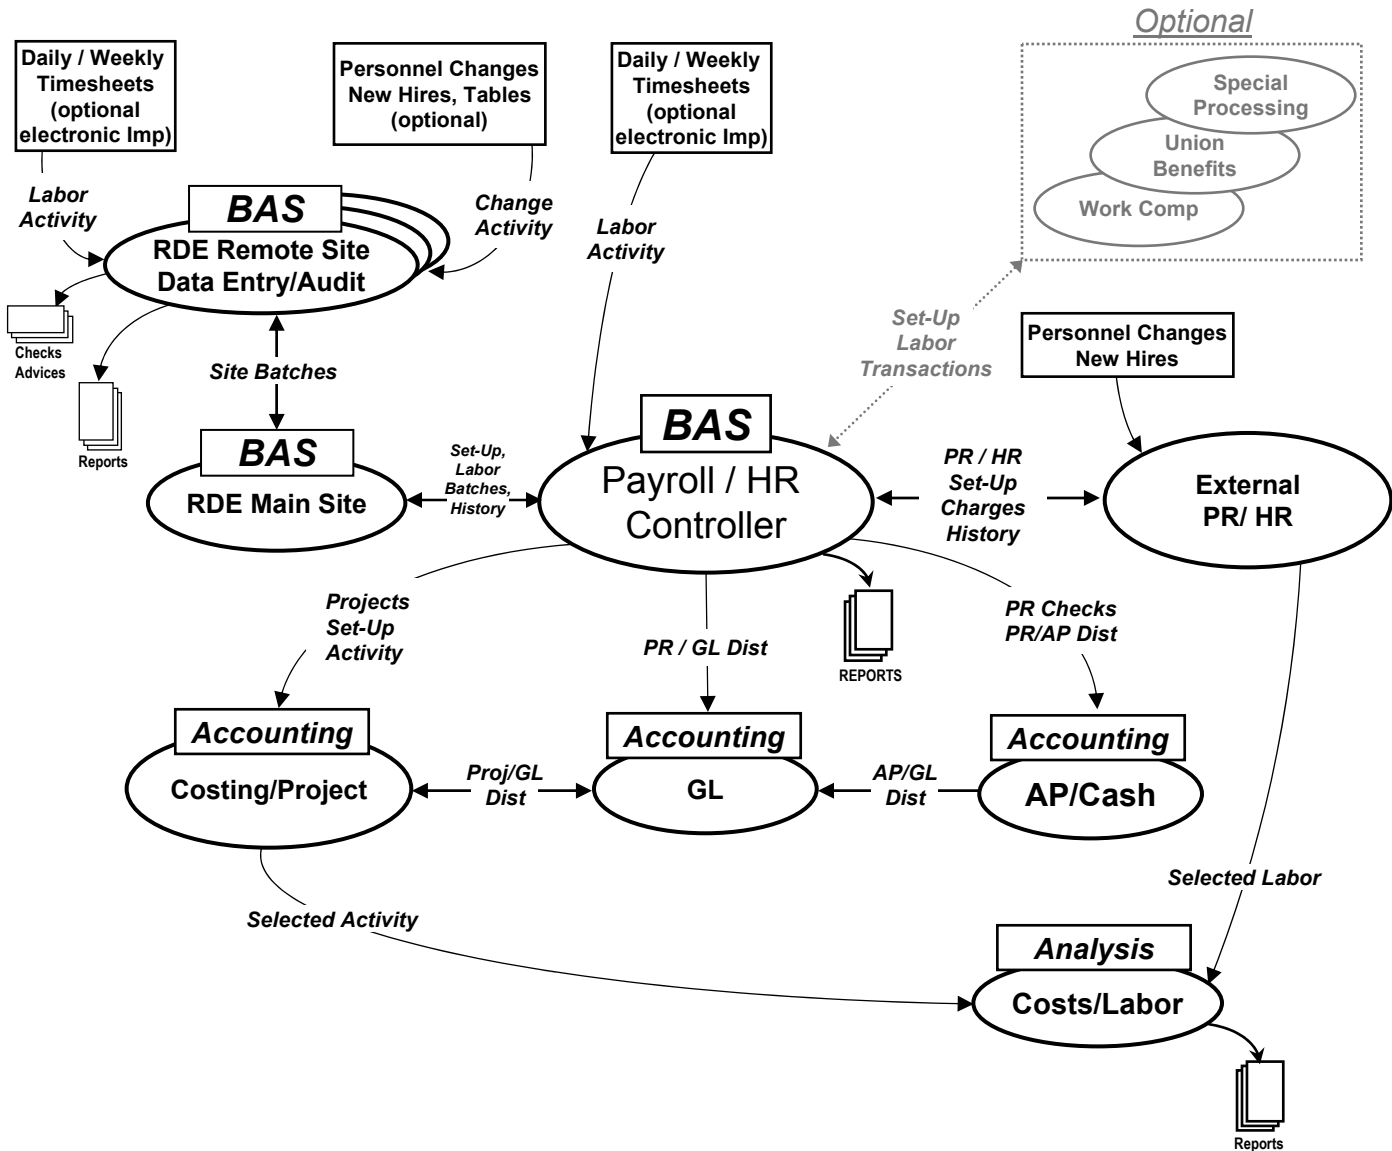 Optional
Daily / Weekly
Timesheets
(optional
electronic Imp)
Personnel Changes
New Hires, Tables
(optional)
Daily / Weekly
Timesheets
(optional
electronic Imp)
Special
Processing
Union
Benefits
Work Comp
Labor
Activity
BAS
RDE Remote Site
Data Entry/Audit
Change
Activity
Labor
Activity
Checks
Advices
Reports
Site Batches
Set-Up
Labor
Transactions
Personnel Changes
New Hires
BAS
RDE Main Site
Set-Up,
Labor
Batches,
History
BAS
Payroll / HR
Controller
PR / HR
Set-Up
Charges
History
External
PR/ HR
Projects
Set-Up
Activity
PR / GL Dist
REPORTS
PR Checks
PR/AP Dist
Accounting
Costing/Project
Proj/GL
Dist
Accounting
GL
AP/GL
Dist
Accounting
AP/Cash
Selected Activity
Selected Labor
Analysis
Costs/Labor
Reports